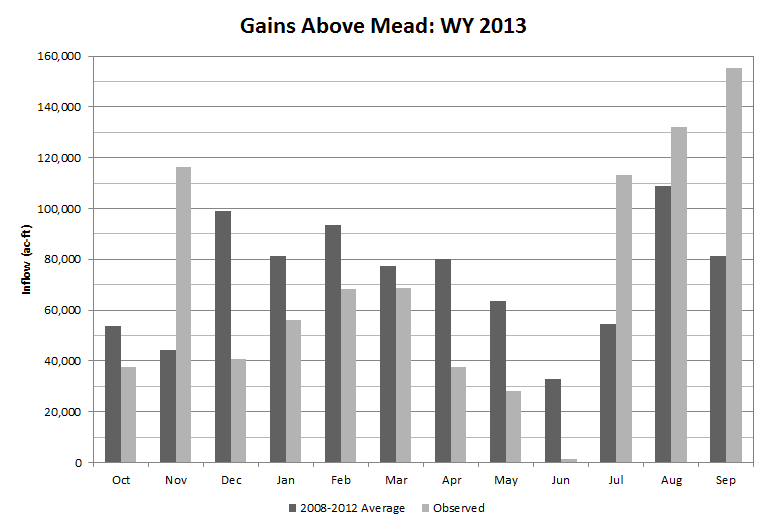 Gains Above Mead: WY 2013
Inflow (ac-ft)
160,000
140,000
120,000
100,000
80,000
60,000
40,000
20,000
0
Oct Nov Dec Jan Feb Mar Apr May Jun Jul Aug Sep
2008-2012 Average Observed